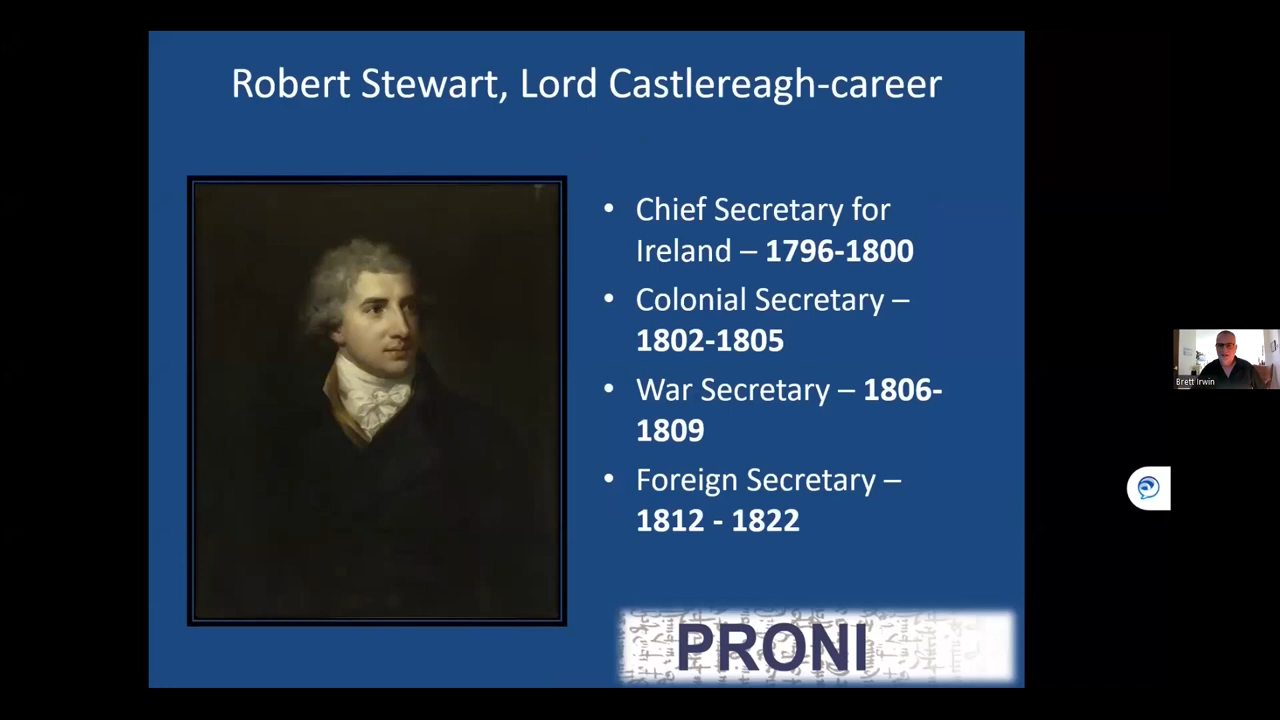 Robert Stewart, Lord Castlereagh-career
• Chief Secretary for
Ireland – 1796-1800
• Colonial Secretary –
1802-1805
• War Secretary – 1806-
1809
• Foreign Secretary –
1812 - 1822
PRONI
Brett Irwin